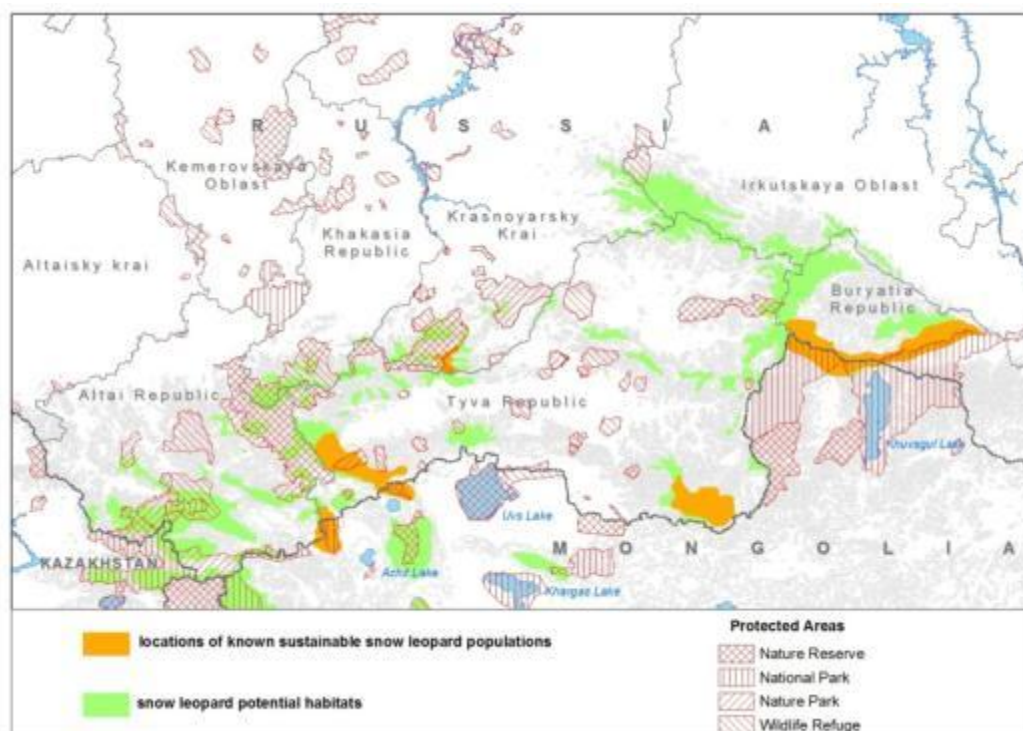 R U S S I A
Kemerovskaya
Oblast
Irkutskaya Oblast
Krasnoyarsky
Krai
Khakasia
Republic
Altaisky krai
Buryatia
Republic
Altai Republic
Tyva Republic
Khuvsgul Lake
Uvs Lake
M O N G O L I A
KAZAKHSTAN
Achit Lake
Khargas Lake
locations of known sustainable snow leopard populations
snow leopard potential habitats
Protected Areas
Nature Reserve
National Park
Nature Park
Wildlife Refuge